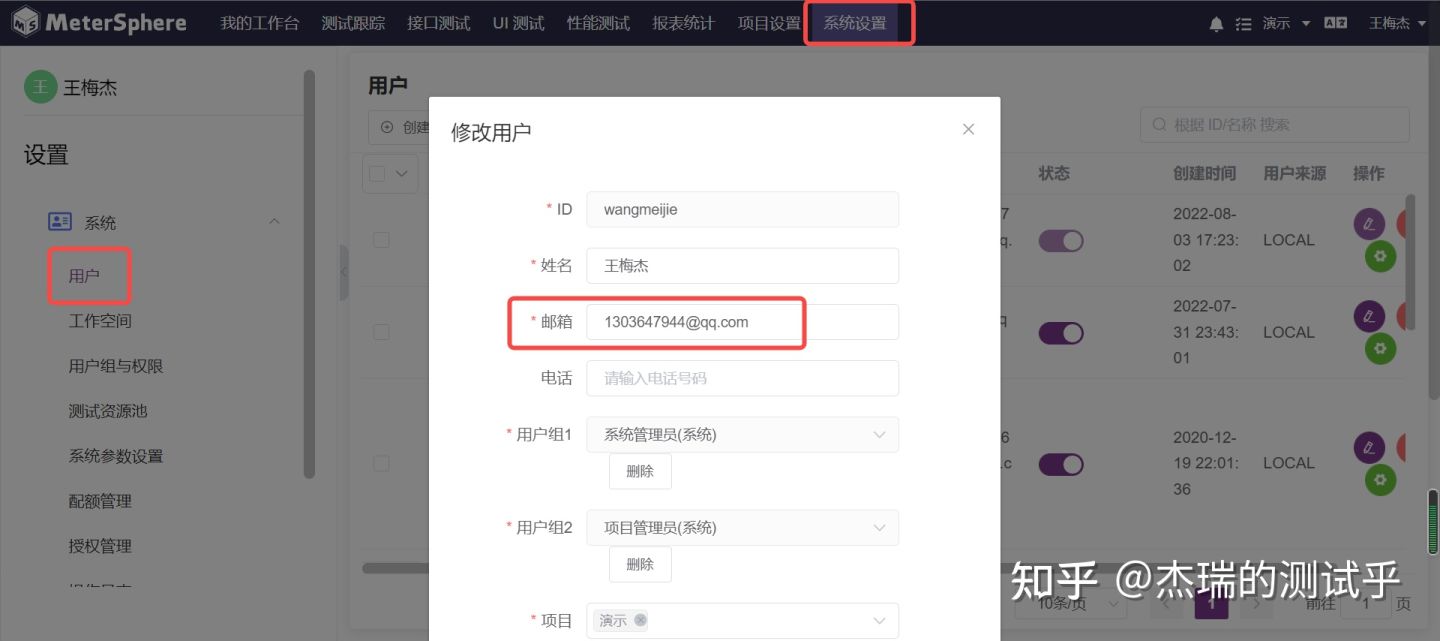 MeterSphere 我的工作台 测试跟踪 接口测试 UI 测试 性能测试 报表统计 项目设置 系统设置 演示 王梅杰
王 王梅杰
设置
系统
用户
工作空间
用户组与权限
测试资源池
系统参数设置
配额管理
授权管理
用户
创建
根据 ID/名称 搜索
状态 创建时间 用户来源 操作
7
q.
2022-08-
03 17:23:
02
LOCAL
q
2022-07-
31 23:43:
01
LOCAL
6
.c
2020-12-
19 22:01:
36
LOCAL
修改用户
* ID wangmeijie
* 姓名 王梅杰
* 邮箱 1303647944@qq.com
电话 请输入电话号码
* 用户组1 系统管理员(系统)
删除
* 用户组2 项目管理员(系统)
删除
* 项目 演示
10条/页 1 前往 1 页
知乎 @杰瑞的测试乎